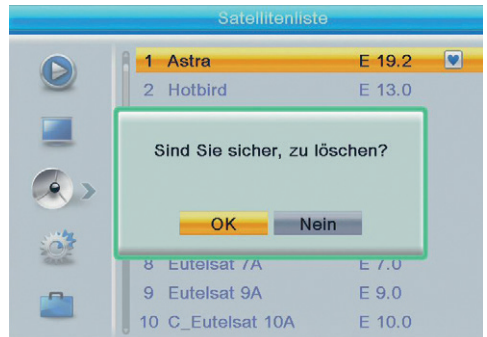 Satellitenliste
1 Astra E 19.2
2 Hotbird E 13.0
Sind Sie sicher, zu löschen?
OK Nein
8 Eutelsat 7A E 7.0
9 Eutelsat 9A E 9.0
10 C_Eutelsat 10A E 10.0